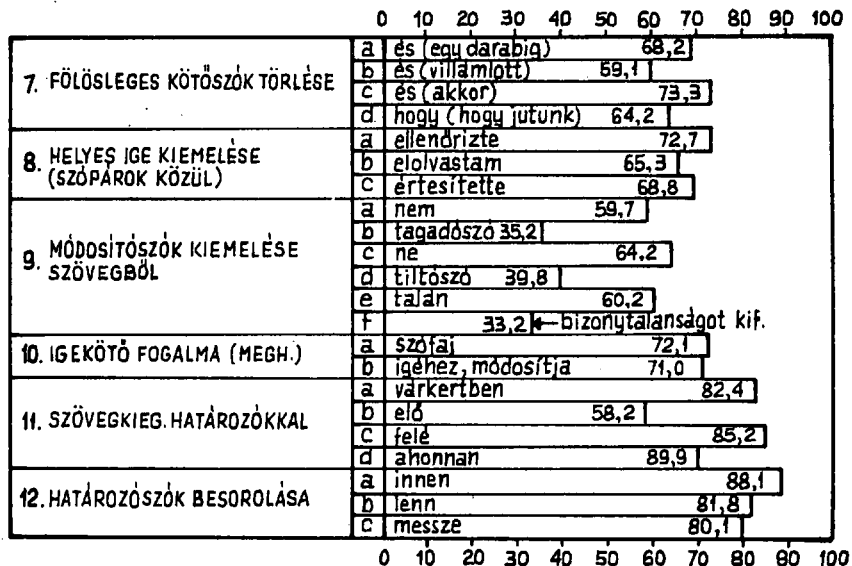 0 10 20 30 40 50 60 70 80 90 100
7. FÖLÖSLEGES KÖTŐSZÓK TÖRLÉSE
a és (egy darabig) 68,2
b és (villámlott) 59,1
c és (akkor) 73,3
d hogy (hogy jutunk) 64,2
8. HELYES IGE KIEMELÉSE
(SZÓPÁROK KÖZÜL)
a ellenőrizte 72,7
b elolvastam 65,3
c értesítette 68,8
9. MÓDOSÍTÓSZÓK KIEMELÉSE
SZÖVEGBŐL
a nem 59,7
b tagadószó 35,2
c ne 64,2
d tiltószó 39,8
e talán 60,2
f 33,2 bizonytalanságot kif.
10. IGEKÖTŐ FOGALMA (MEGH.)
a szófaj 72,1
b igéhez, módosítja 71,0
11. SZÖVEGKIEG. HATÁROZÓKKAL
a várkertben 82,4
b elő 58,2
c felé 85,2
d ahonnan 89,9
12. HATÁROZÓSZÓK BESOROLÁSA
a innen 88,1
b lenn 81,8
c messze 80,1
0 10 20 30 40 50 60 70 80 90 100